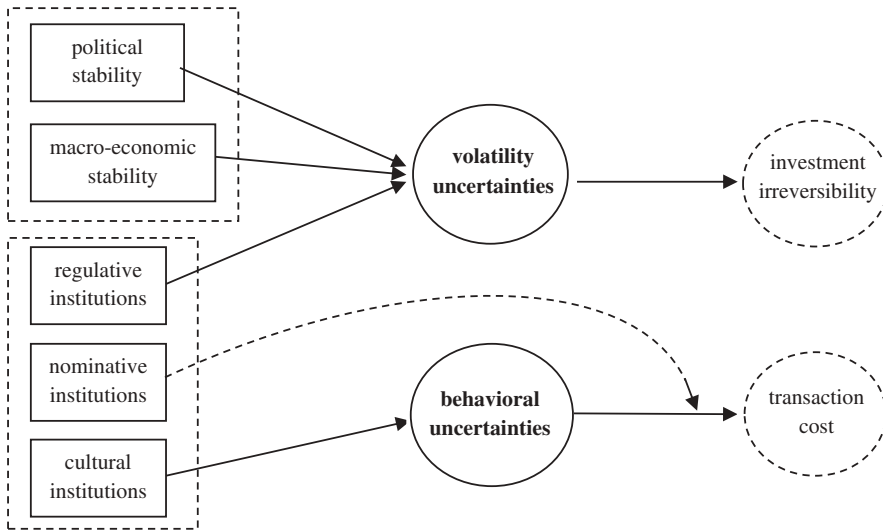 political
stability
macro-economic
stability
volatility
uncertainties
investment
irreversibility
regulative
institutions
nominative
institutions
behavioral
uncertainties
transaction
cost
cultural
institutions